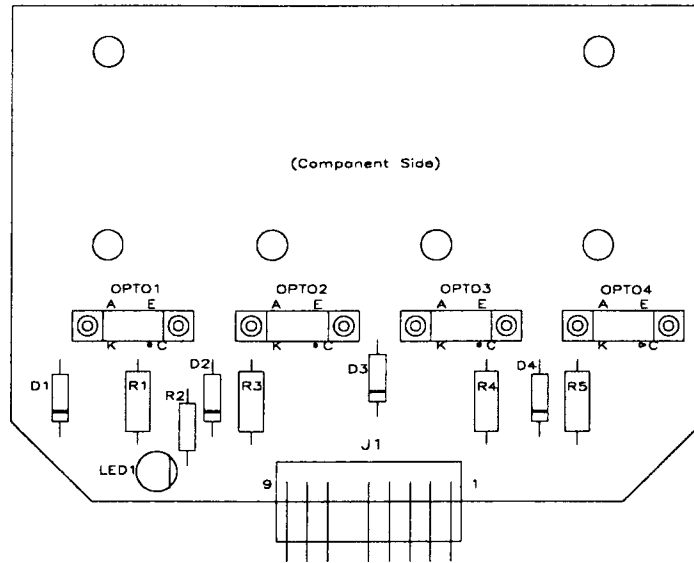 (Component Side)
OPTO1 OPTO2 OPTO3 OPTO4
A E A E A E A E
K C K C K C K C
D1 R1 R2 D2 R3 D3 R4 D4 R5
J1
LED1 9 1